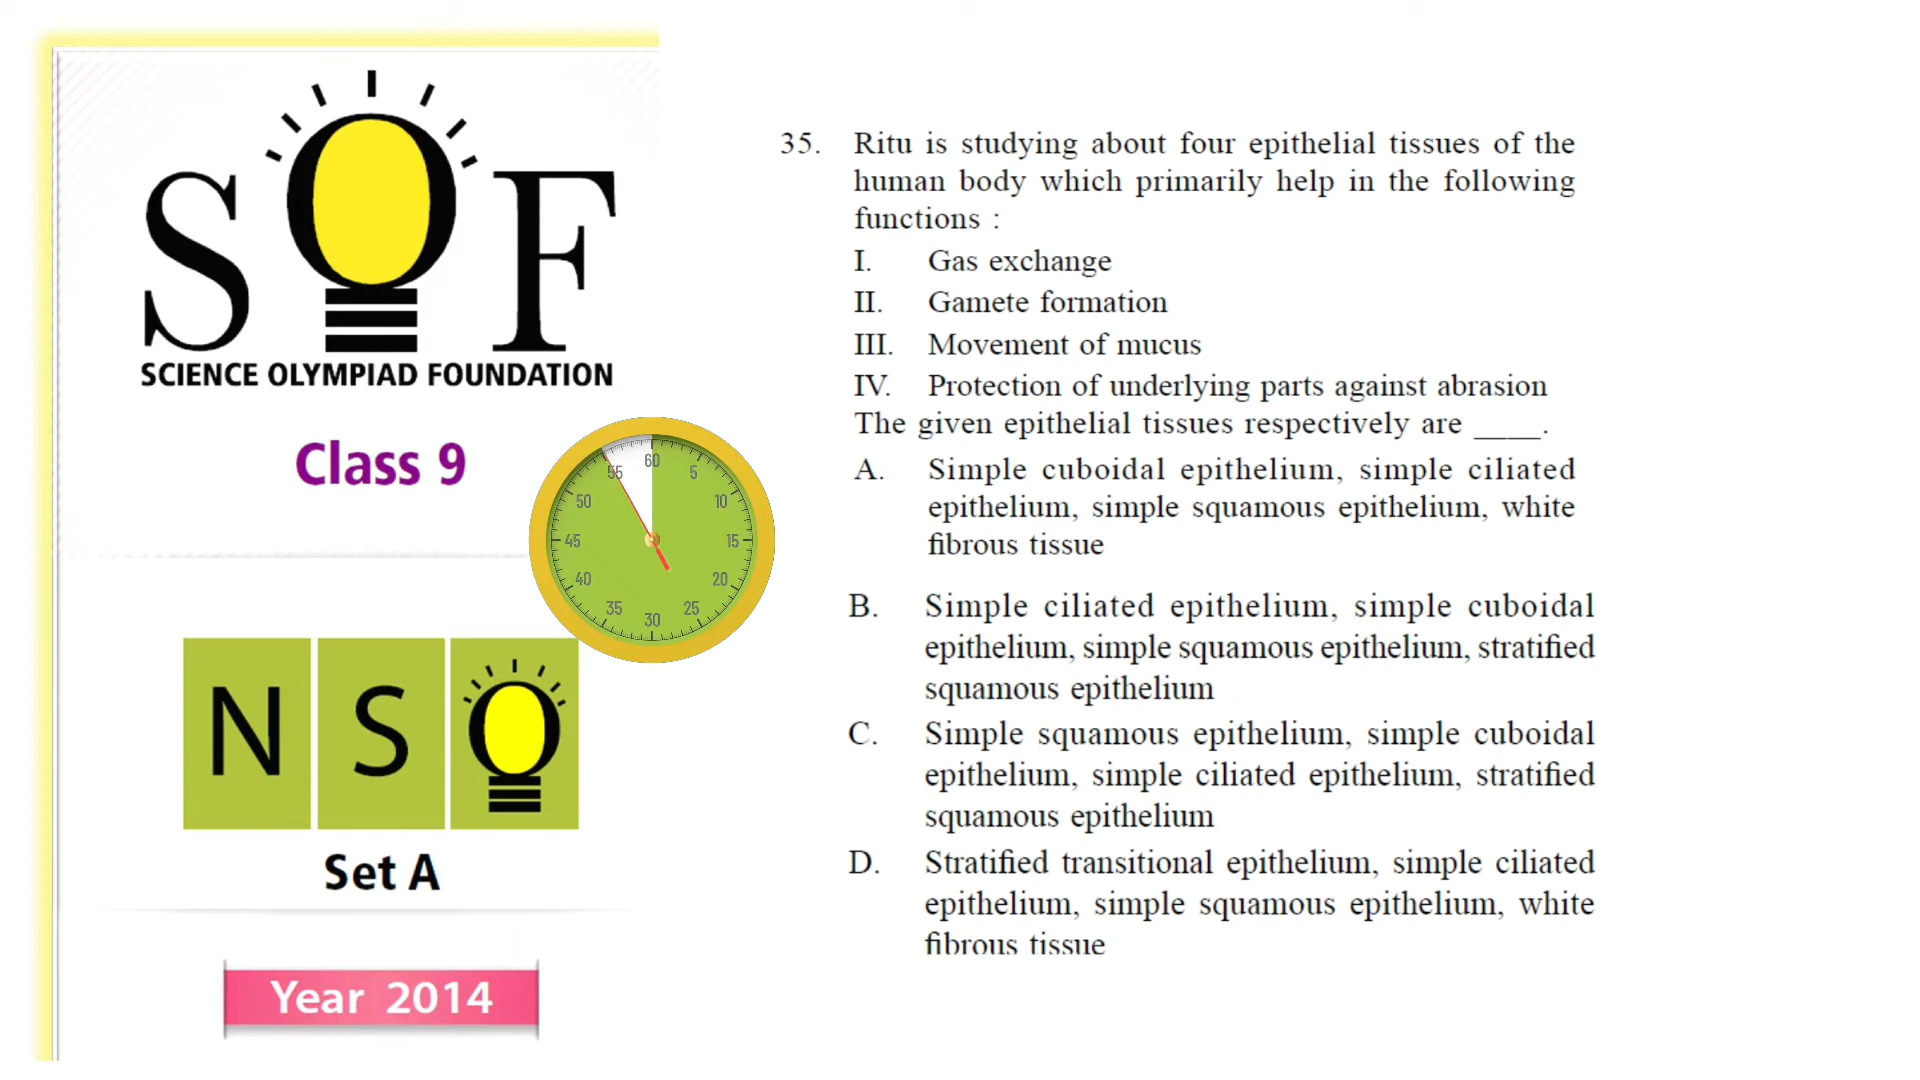 S O F
SCIENCE OLYMPIAD FOUNDATION
Class 9
60
5
10
15
20
25
30
35
40
45
50
55
N S O
Set A
Year 2014
35. Ritu is studying about four epithelial tissues of the
human body which primarily help in the following
functions :
I. Gas exchange
II. Gamete formation
III. Movement of mucus
IV. Protection of underlying parts against abrasion
The given epithelial tissues respectively are ____.
A. Simple cuboidal epithelium, simple ciliated
epithelium, simple squamous epithelium, white
fibrous tissue
B. Simple ciliated epithelium, simple cuboidal
epithelium, simple squamous epithelium, stratified
squamous epithelium
C. Simple squamous epithelium, simple cuboidal
epithelium, simple ciliated epithelium, stratified
squamous epithelium
D. Stratified transitional epithelium, simple ciliated
epithelium, simple squamous epithelium, white
fibrous tissue